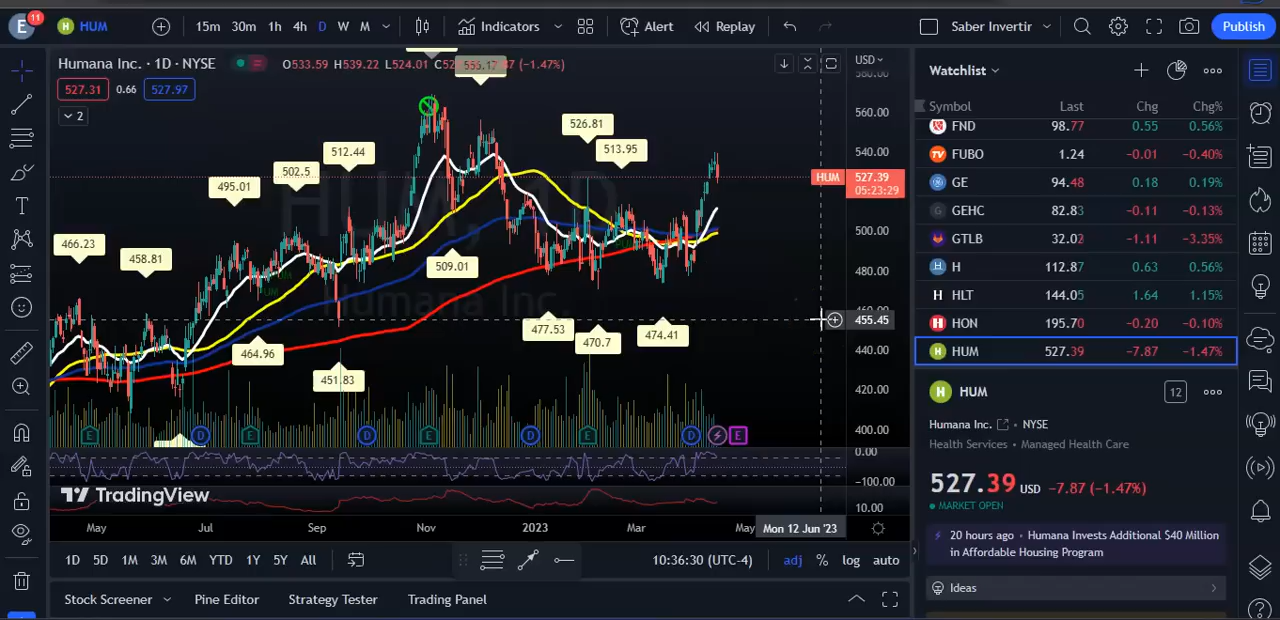 E 11 HUM 15m 30m 1h 4h D W M Indicators Alert Replay Saber Invertir Publish
Humana Inc. · 1D · NYSE O533.59 H539.22 L524.01 (−1.47%) USD
527.31 0.66 527.97
2
580.00
560.00
540.00
HUM 527.39
05:23:29
500.00
480.00
455.45
440.00
420.00
400.00
0.00
−100.00
10.00
526.81
513.95
512.44
502.5
495.01
466.23
458.81
509.01
464.96
451.83
477.53
470.7
474.41
HUM, 1D
Humana Inc.
E D E D E D E D E
TradingView
May Jul Sep Nov 2023 Mar May Mon 12 Jun '23
1D 5D 1M 3M 6M YTD 1Y 5Y All 10:36:30 (UTC-4) adj % log auto
Stock Screener Pine Editor Strategy Tester Trading Panel
Watchlist
Symbol Last Chg Chg%
FND 98.77 0.55 0.56%
FUBO 1.24 −0.01 −0.40%
GE 94.48 0.18 0.19%
GEHC 82.83 −0.11 −0.13%
GTLB 32.02 −1.11 −3.35%
H 112.87 0.63 0.56%
HLT 144.05 1.64 1.15%
HON 195.70 −0.20 −0.10%
HUM 527.39 −7.87 −1.47%
HUM 12
Humana Inc. • NYSE
Health Services • Managed Health Care
527.39 USD −7.87 (−1.47%)
MARKET OPEN
20 hours ago • Humana Invests Additional $40 Million
in Affordable Housing Program
Ideas